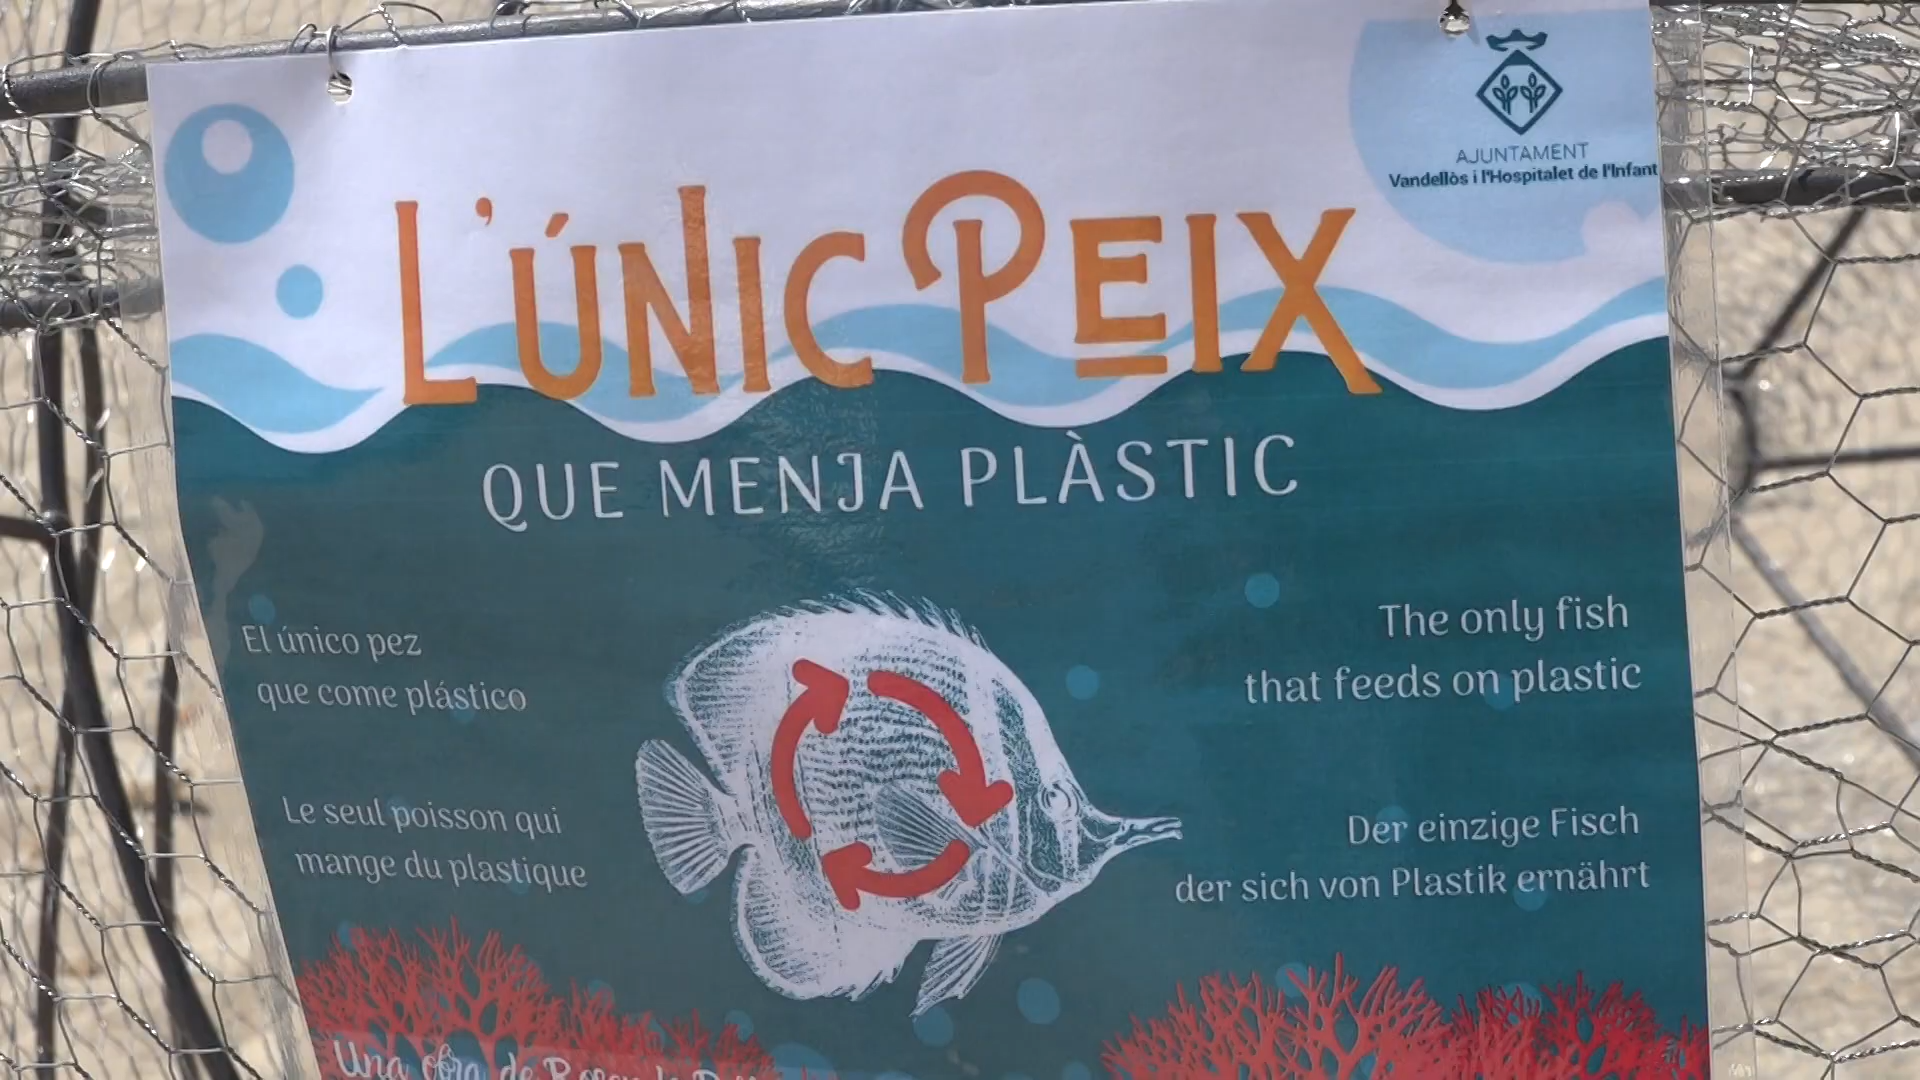 AJUNTAMENT
Vandellòs i l'Hospitalet de l'Infant
L'ÚNIC PEIX
QUE MENJA PLÀSTIC
El único pez
que come plástico
The only fish
that feeds on plastic
Le seul poisson qui
mange du plastique
Der einzige Fisch
der sich von Plastik ernährt
Una obra de